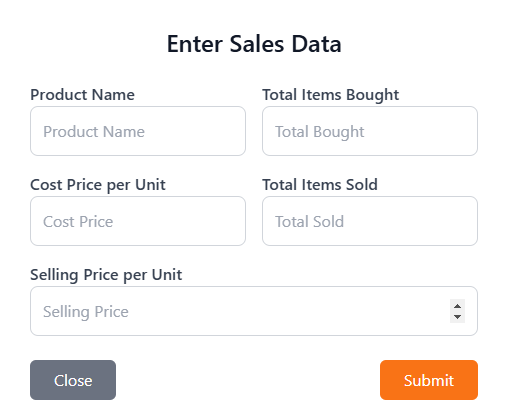 Enter Sales Data
Product Name Total Items Bought
Product Name Total Bought
Cost Price per Unit Total Items Sold
Cost Price Total Sold
Selling Price per Unit
Selling Price
Close Submit